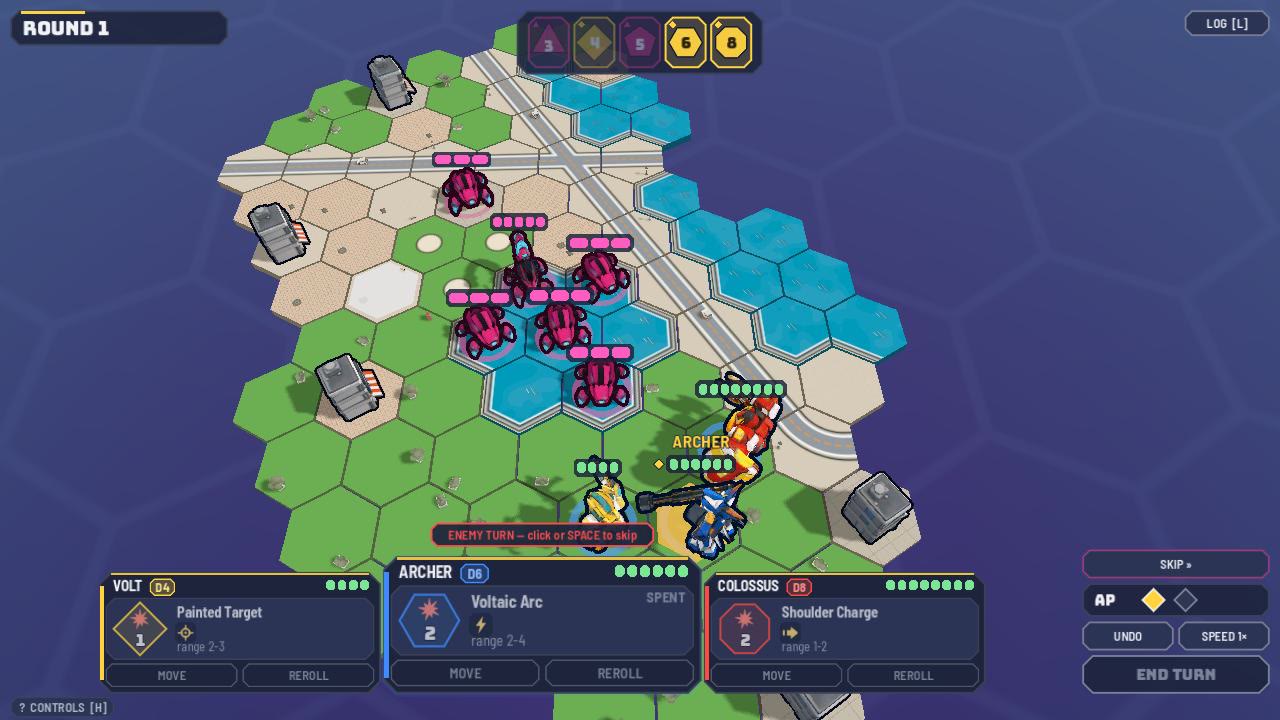 ROUND 1
3
4
5
6
8
LOG [L]
ARCHER
ENEMY TURN — click or SPACE to skip
VOLT D4
Painted Target
1
range 2-3
MOVE
REROLL
ARCHER D6
Voltaic Arc
SPENT
2
range 2-4
MOVE
REROLL
COLOSSUS D8
Shoulder Charge
2
range 1-2
MOVE
REROLL
SKIP »
AP
UNDO
SPEED 1×
END TURN
? CONTROLS [H]